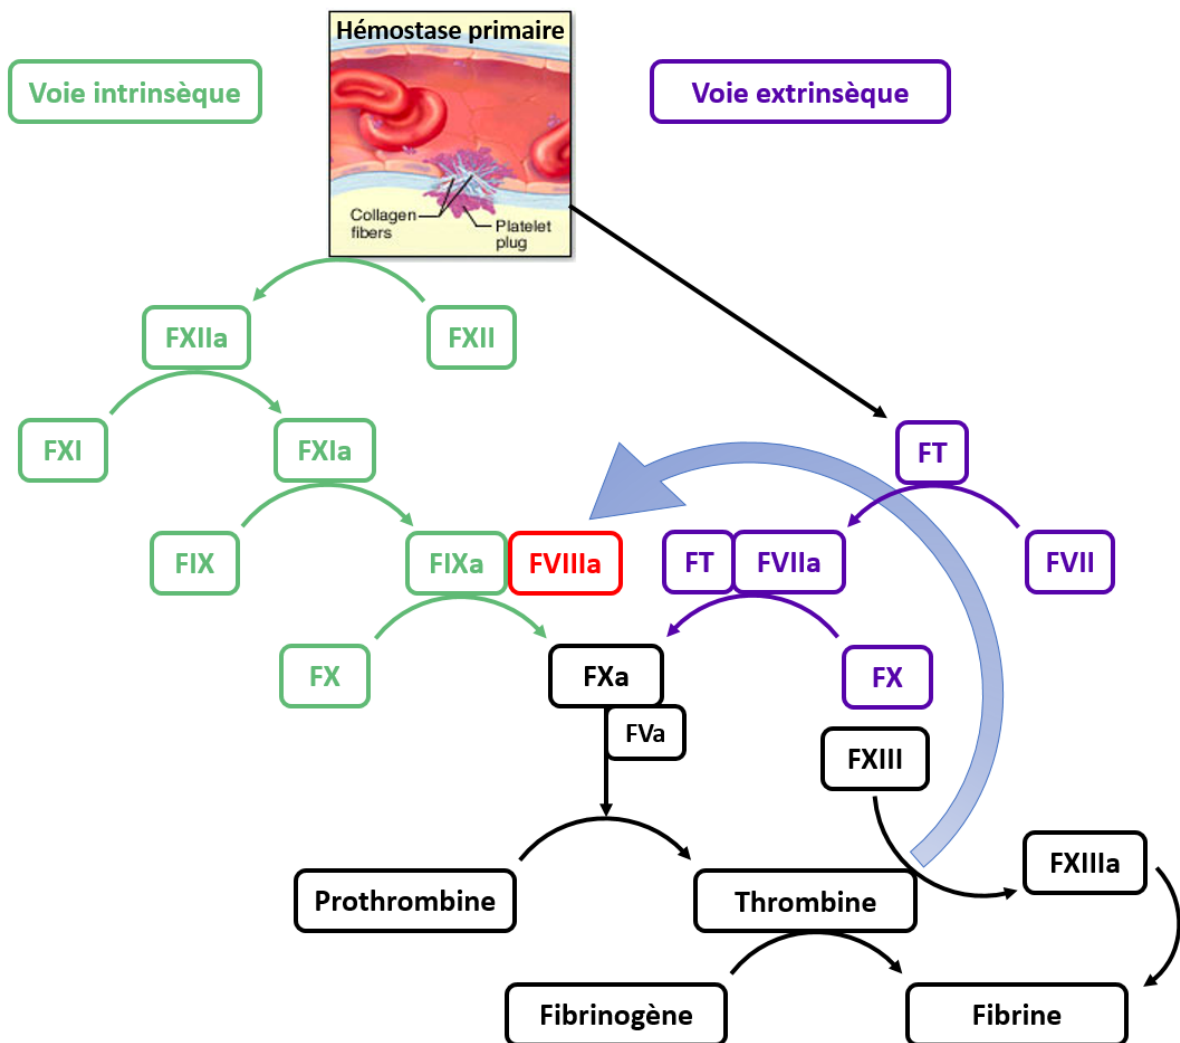 Hémostase primaire
Voie intrinsèque
Voie extrinsèque
Collagen
fibers
Platelet
plug
FXIIa
FXII
FXI
FXIa
FT
FIX
FIXa
FVIIIa
FT
FVIIa
FVII
FX
FXa
FX
FVa
FXIII
FXIIIa
Prothrombine
Thrombine
Fibrinogène
Fibrine